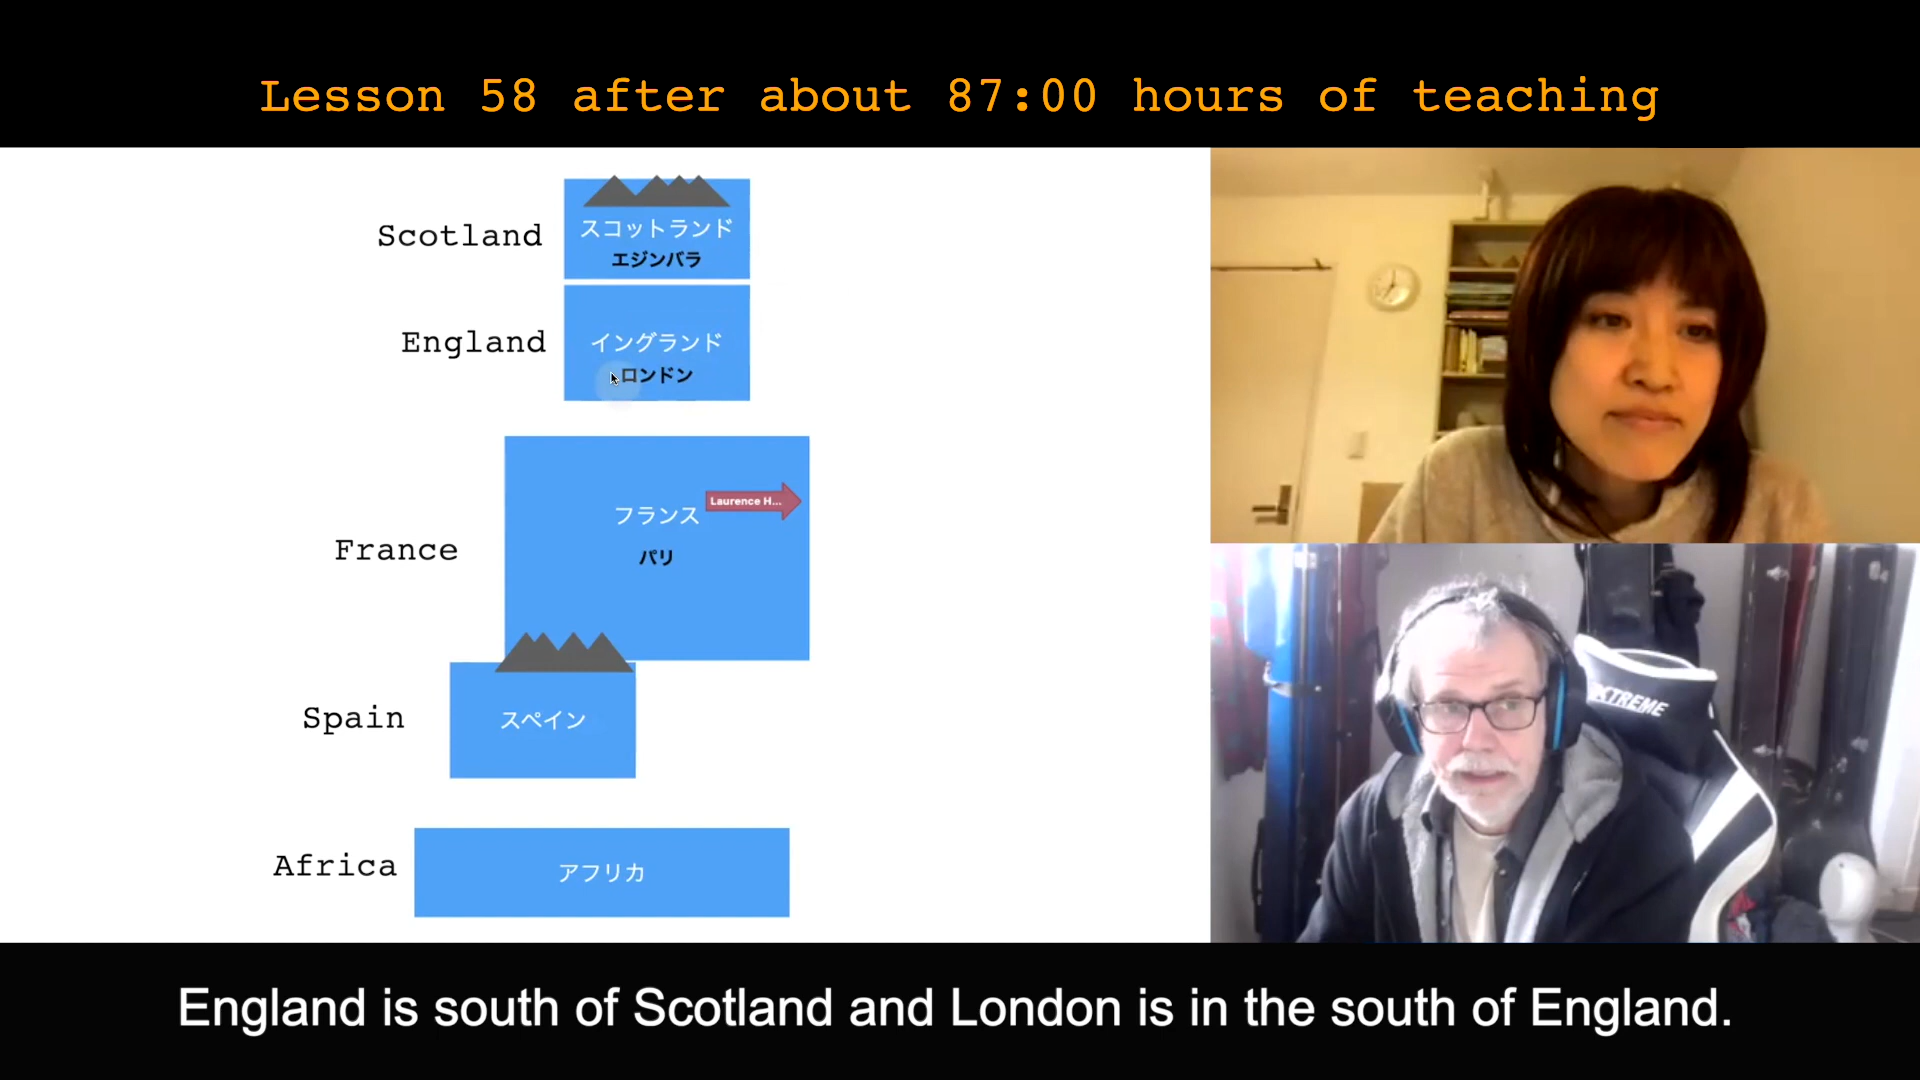 Lesson 58 after about 87:00 hours of teaching
Scotland
スコットランド
エジンバラ
England
イングランド
ロンドン
Laurence H...
フランス
France
パリ
Spain
スペイン
Africa
アフリカ
XTREME
England is south of Scotland and London is in the south of England.